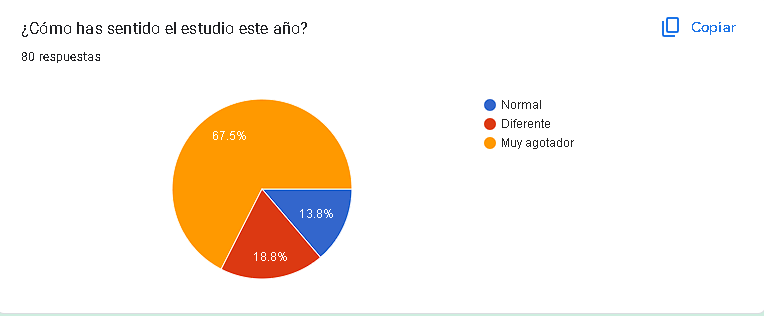 ¿Cómo has sentido el estudio este año?
Copiar
80 respuestas
Normal
Diferente
Muy agotador
67.5%
13.8%
18.8%